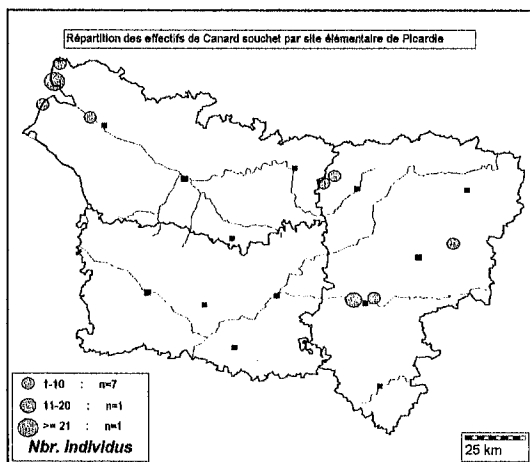 Répartition des effectifs de Canard souchet par site élémentaire de Picardie
1-10 : n=7
11-20 : n=1
>= 21 : n=1
Nbr. individus
25 km